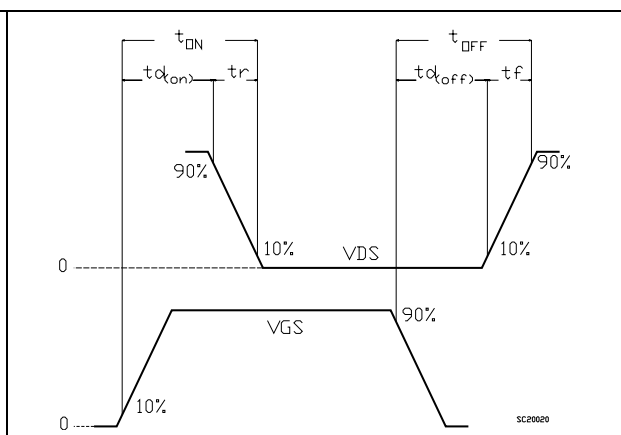 tON tOFF
td(on) tr td(off) tf
90% 90%
10% 10%
0 VDS
90%
VGS
10%
0
SC20020